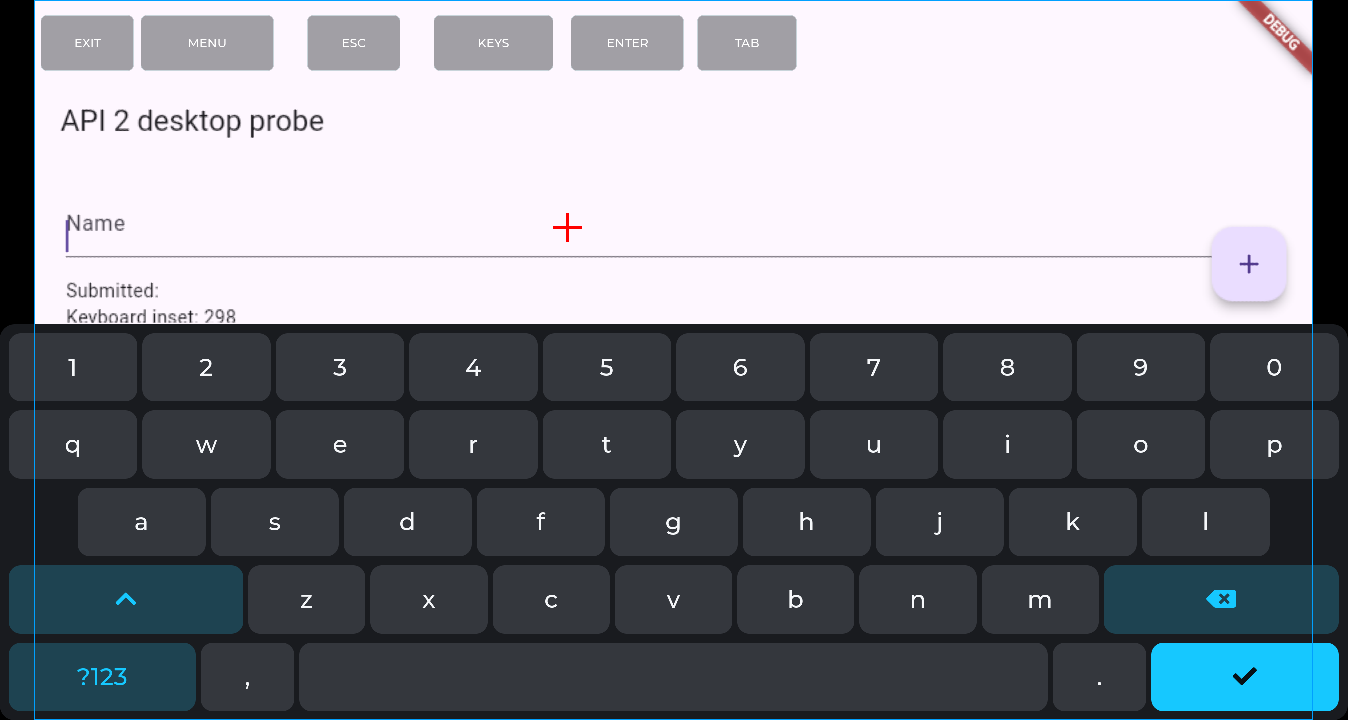 EXIT MENU ESC KEYS ENTER TAB
DEBUG
API 2 desktop probe
Name
Submitted:
Keyboard inset: 298
1 2 3 4 5 6 7 8 9 0
q w e r t y u i o p
a s d f g h j k l
z x c v b n m
?123 , .